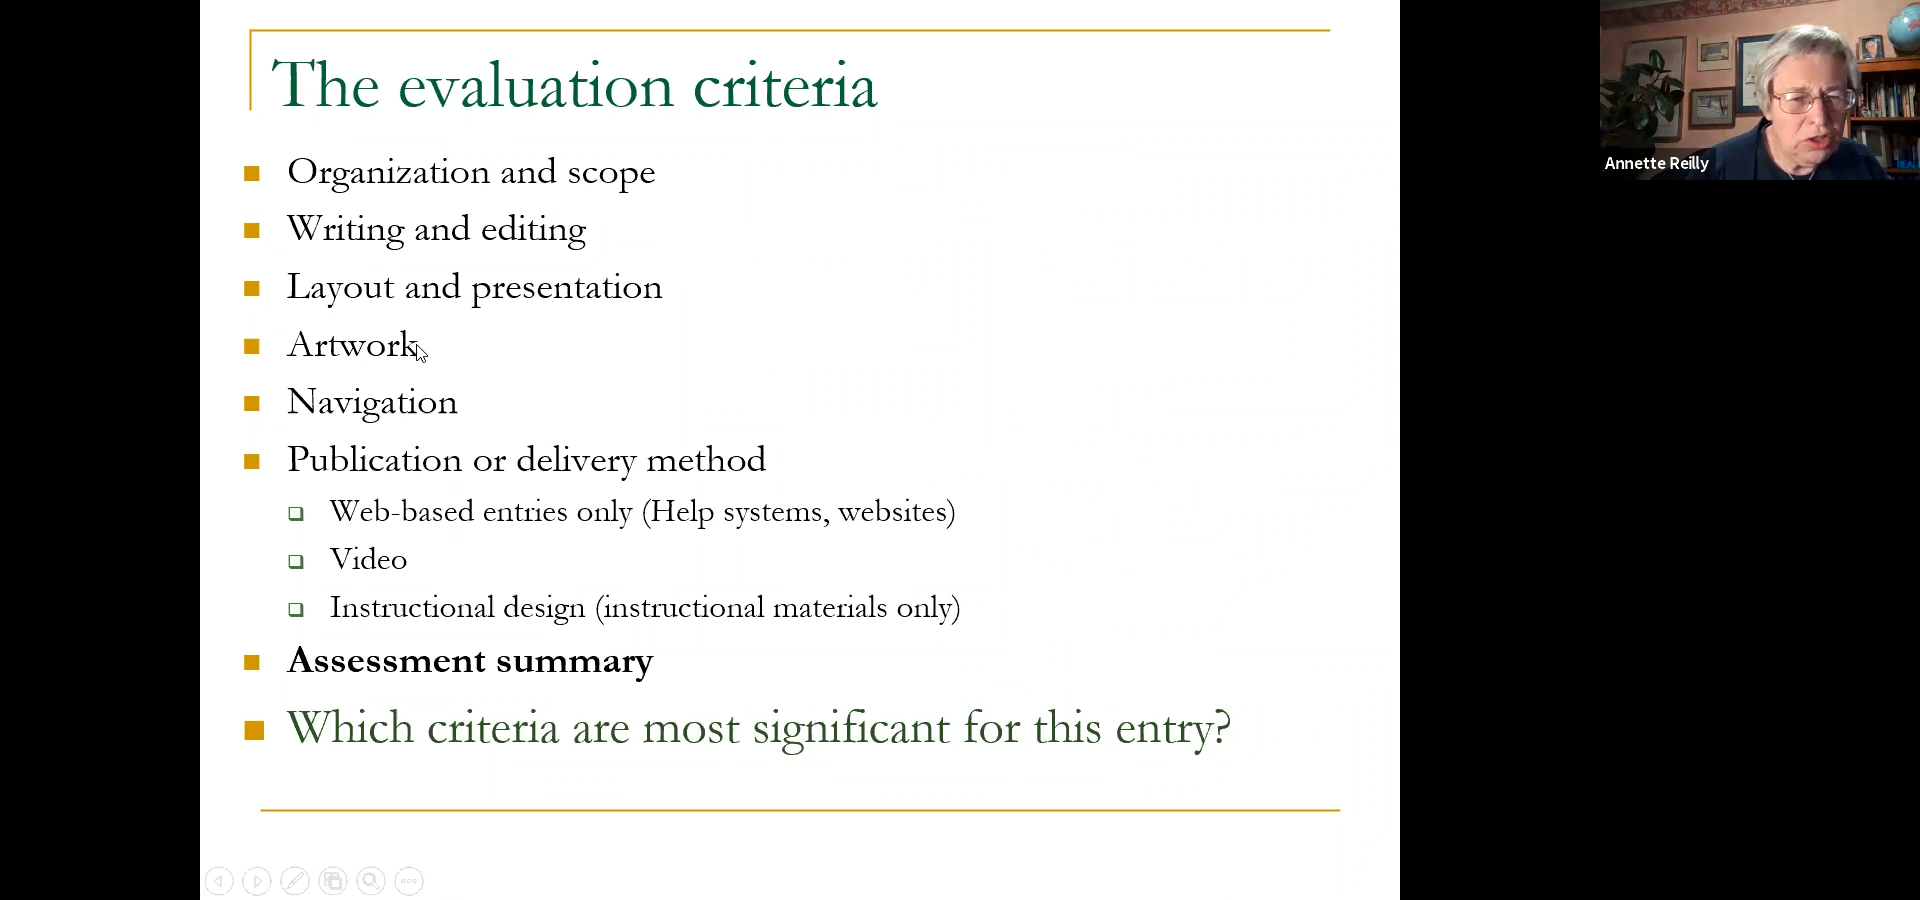 The evaluation criteria
Organization and scope
Writing and editing
Layout and presentation
Artwork
Navigation
Publication or delivery method
Web-based entries only (Help systems, websites)
Video
Instructional design (instructional materials only)
Assessment summary
Which criteria are most significant for this entry?
Annette Reilly